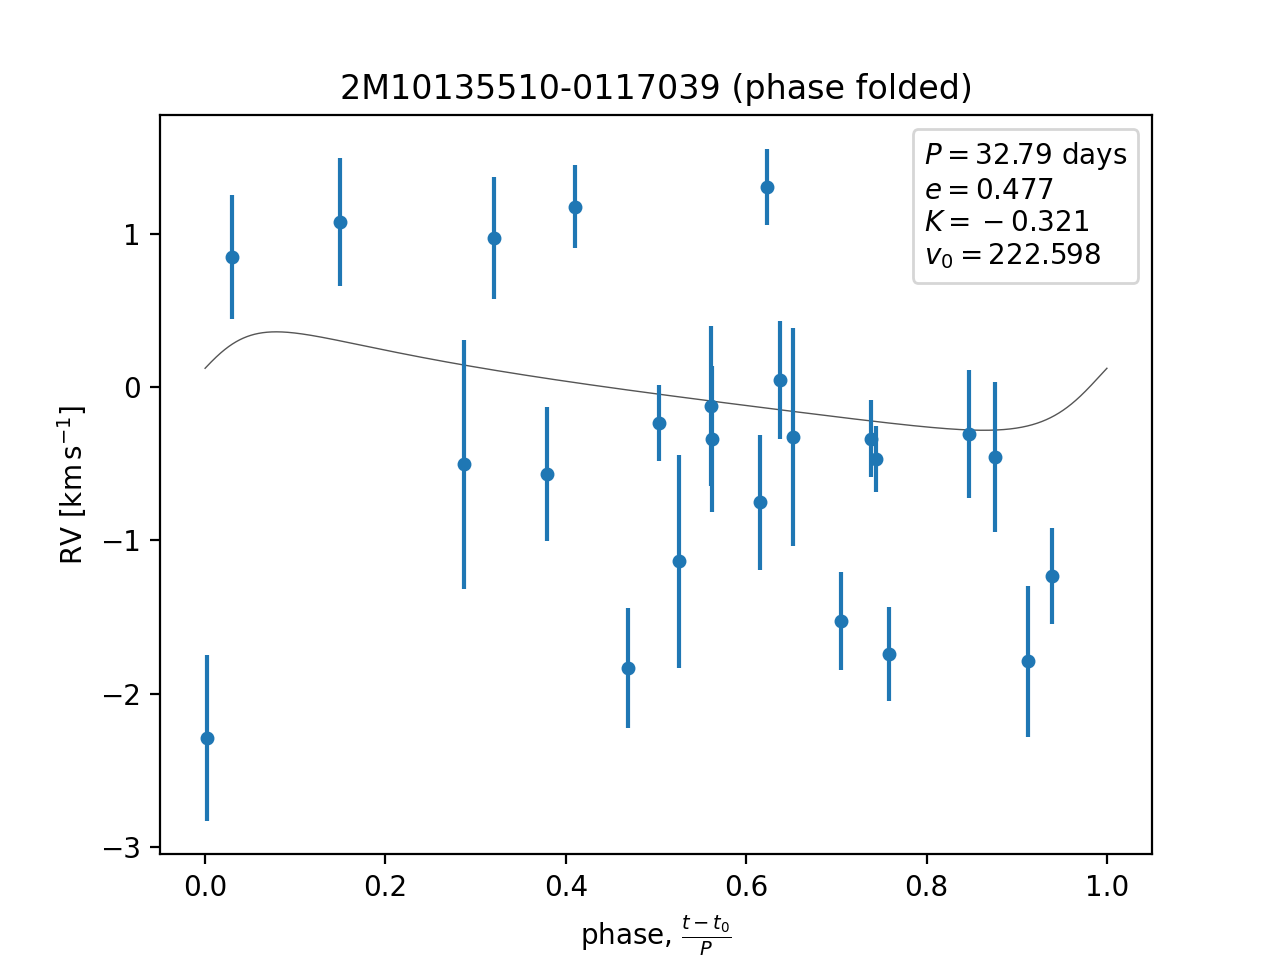 2M10135510-0117039 (phase folded)
P = 32.79 days
e = 0.477
K = −0.321
v₀ = 222.598
RV [km s⁻¹]
1
0
−1
−2
−3
0.0 0.2 0.4 0.6 0.8 1.0
phase, (t − t₀)/P